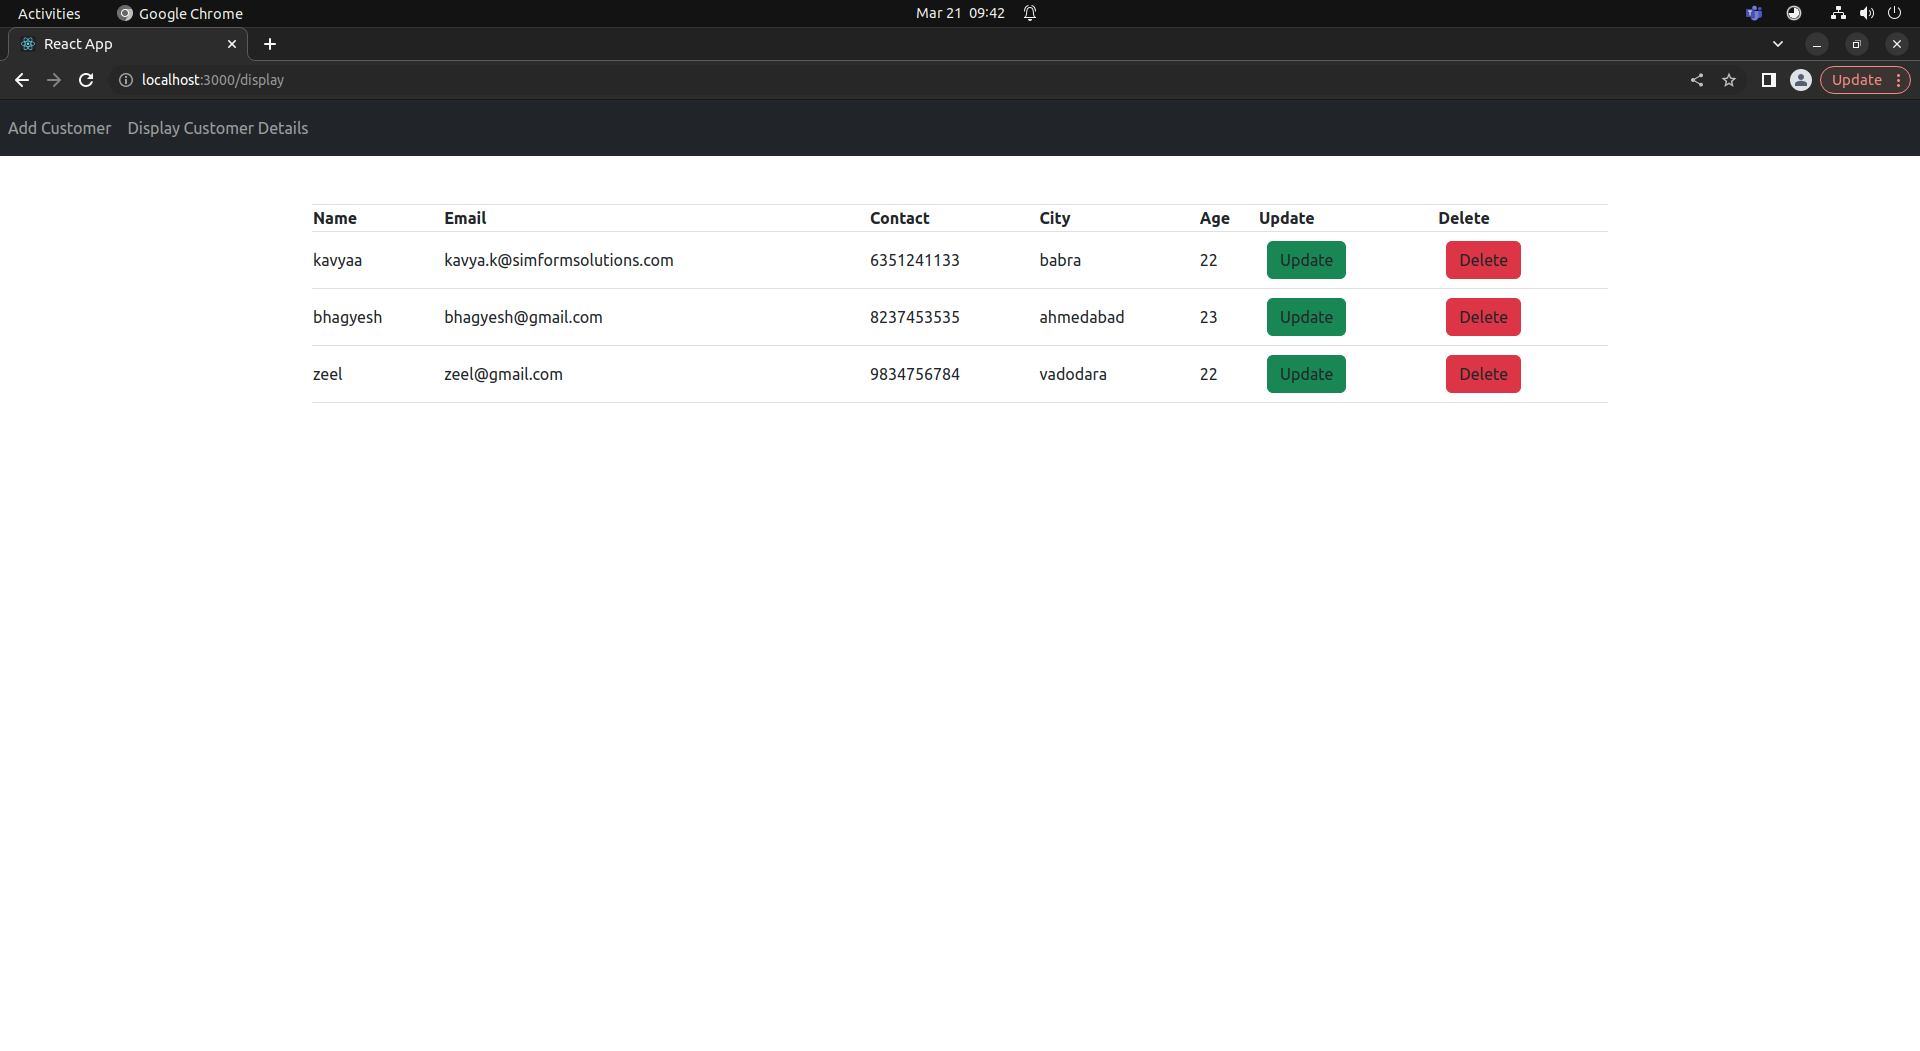 Activities Google Chrome Mar 21 09:42
React App
localhost:3000/display Update
Add Customer Display Customer Details
Name Email Contact City Age Update Delete
kavyaa kavya.k@simformsolutions.com 6351241133 babra 22 Update Delete
bhagyesh bhagyesh@gmail.com 8237453535 ahmedabad 23 Update Delete
zeel zeel@gmail.com 9834756784 vadodara 22 Update Delete